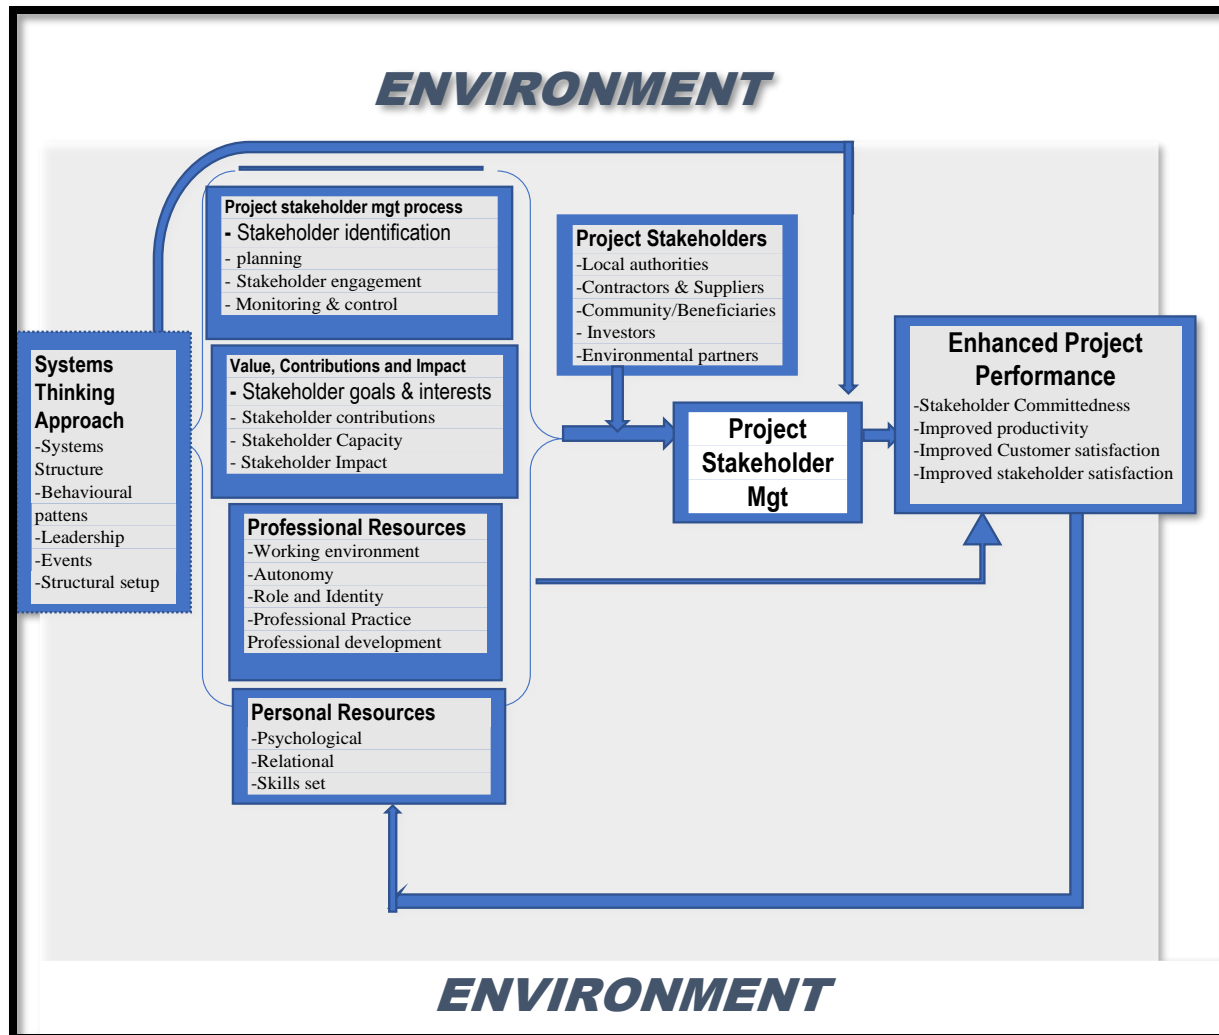 ENVIRONMENT
Project stakeholder mgt process
- Stakeholder identification
- planning
- Stakeholder engagement
- Monitoring & control
Project Stakeholders
-Local authorities
-Contractors & Suppliers
-Community/Beneficiaries
- Investors
-Environmental partners
Systems
Thinking
Approach
-Systems
Structure
-Behavioural
pattens
-Leadership
-Events
-Structural setup
Value, Contributions and Impact
- Stakeholder goals & interests
- Stakeholder contributions
- Stakeholder Capacity
- Stakeholder Impact
Project
Stakeholder
Mgt
Enhanced Project
Performance
-Stakeholder Committedness
-Improved productivity
-Improved Customer satisfaction
-Improved stakeholder satisfaction
Professional Resources
-Working environment
-Autonomy
-Role and Identity
-Professional Practice
Professional development
Personal Resources
-Psychological
-Relational
-Skills set
ENVIRONMENT